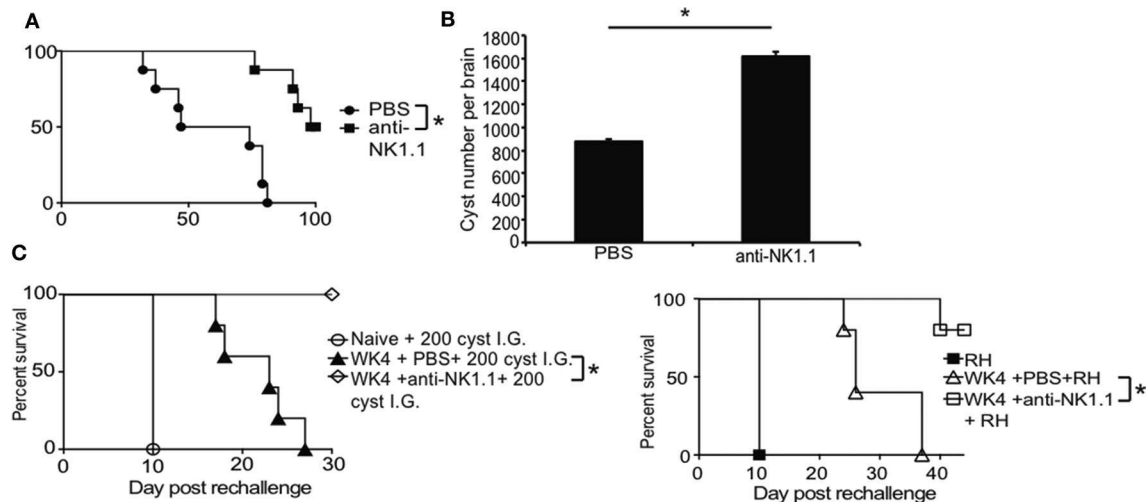 A
100
50
0
0
50
100
PBS
anti-
NK1.1
*
B
*
Cyst number per brain
1800
1600
1400
1200
1000
800
600
400
200
0
PBS
anti-NK1.1
C
Percent survival
100
50
0
0
10
20
30
Day post rechallenge
Naive + 200 cyst I.G.
WK4 + PBS+ 200 cyst I.G.
WK4 +anti-NK1.1+ 200
cyst I.G.
*
Percent survival
100
50
0
0
10
20
30
40
Day post rechallenge
RH
WK4 +PBS+RH
WK4 +anti-NK1.1
+ RH
*